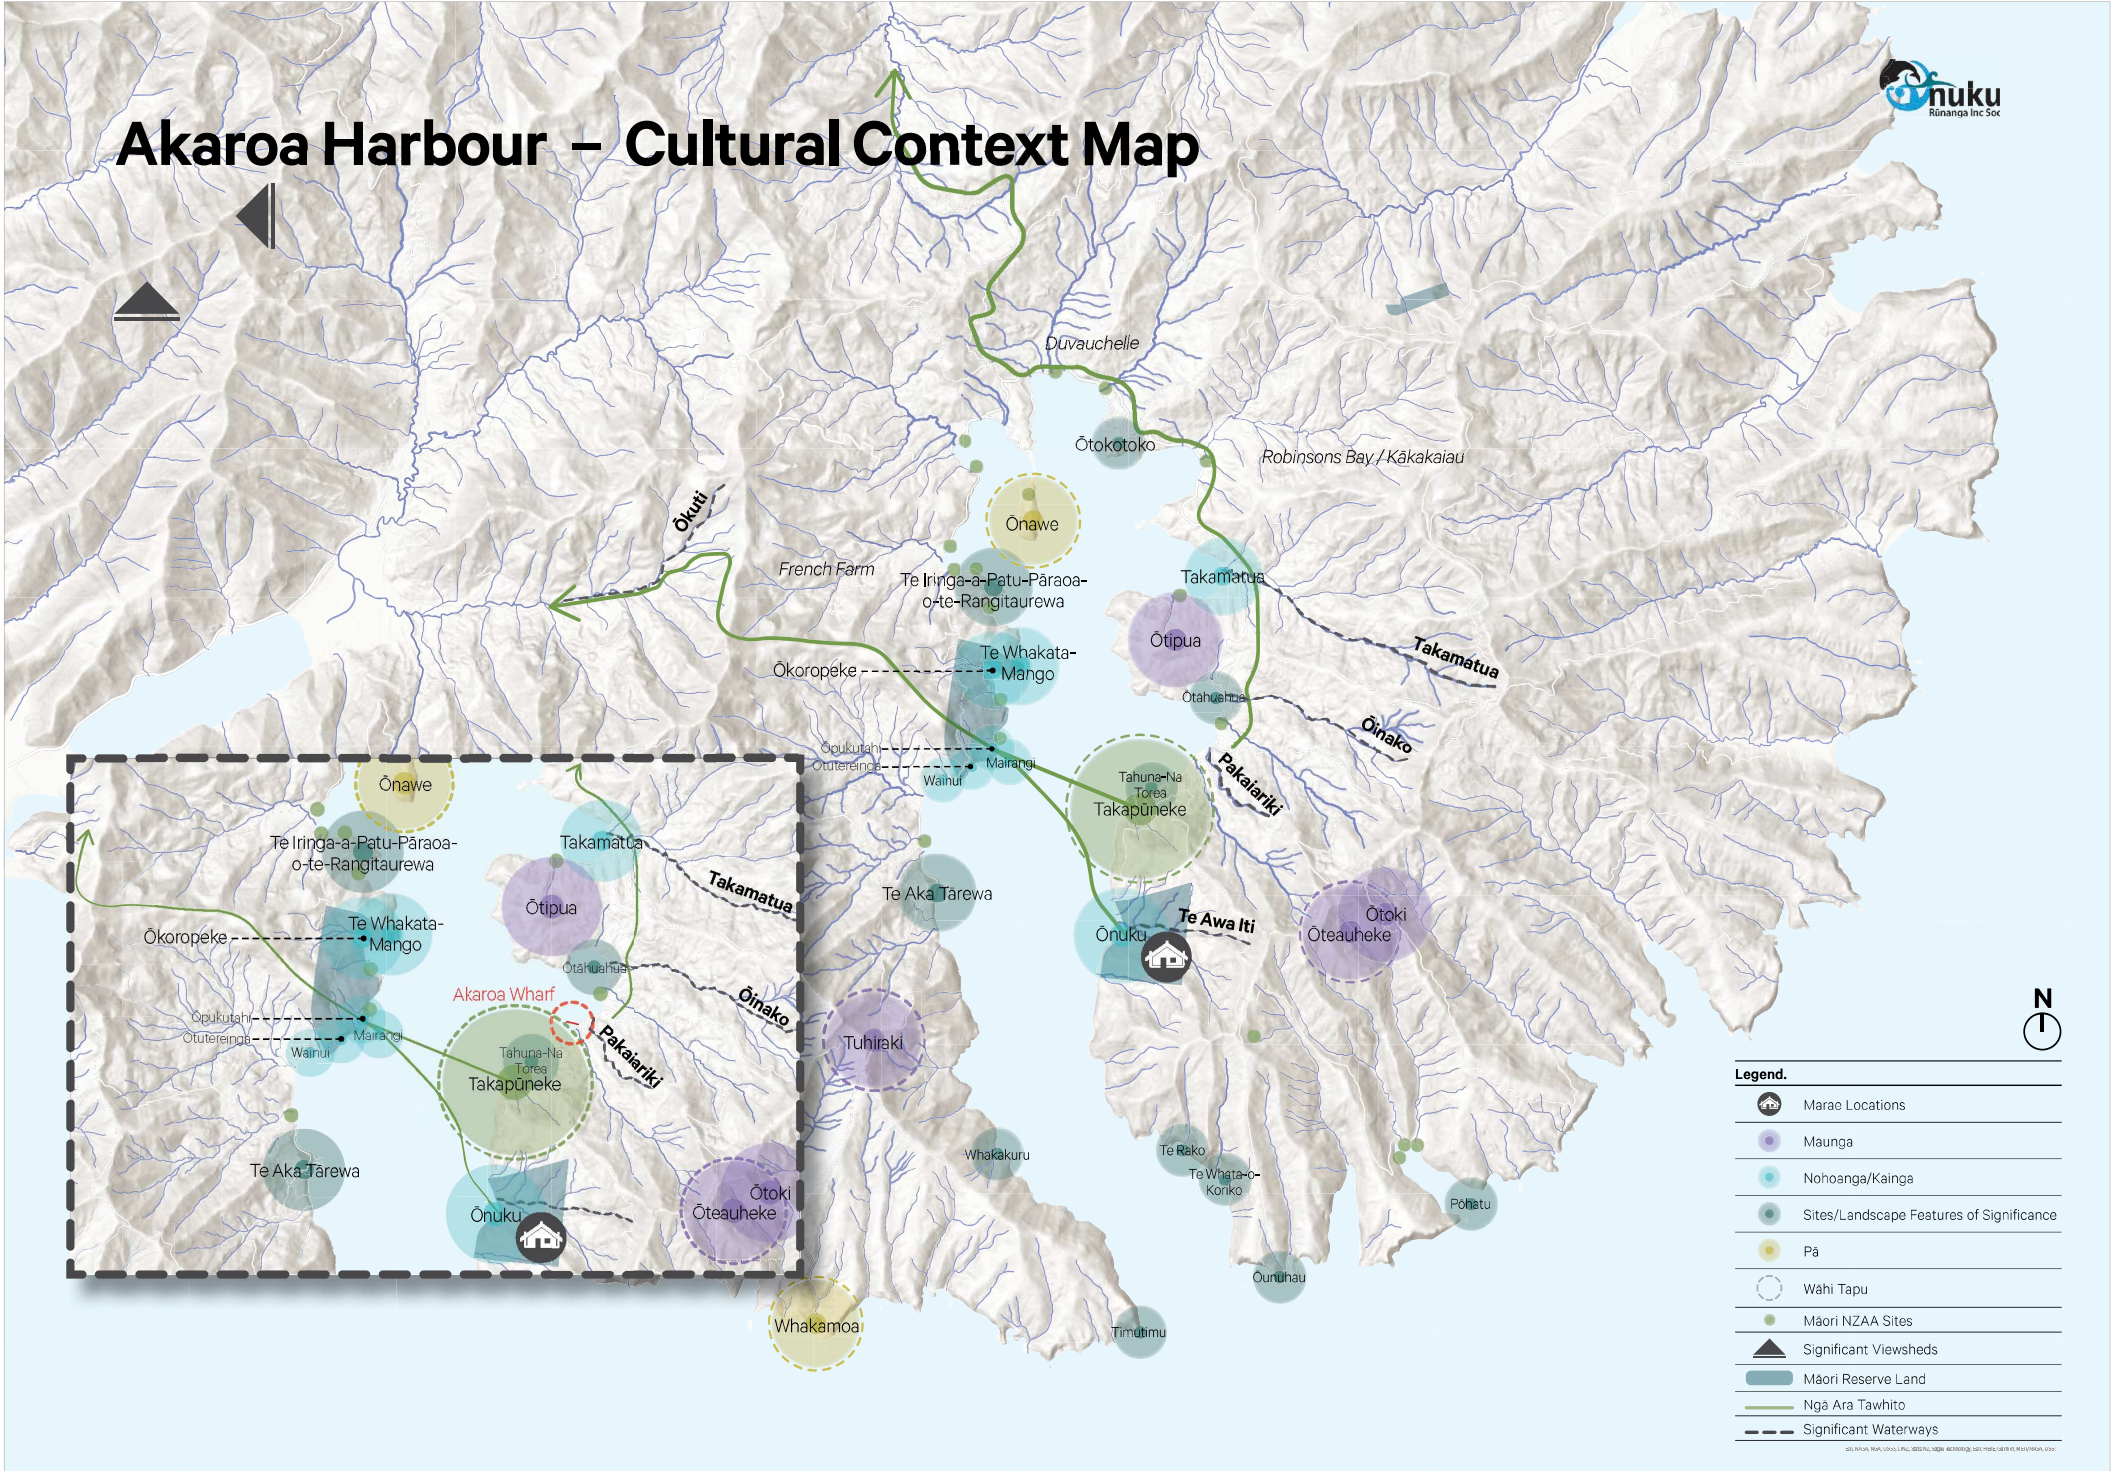 Akaroa Harbour – Cultural Context Map
Ōnuku
Rūnanga Inc Soc
Duvauchelle
Ōtokotoko
Robinsons Bay / Kākakaiau
Ōkuti
Ōnawe
French Farm
Te Iringa-a-Patu-Pāraoa-
o-te-Rangitaurewa
Takamatua
Ōtipua
Te Whakata-
Mango
Ōkoropeke
Takamatua
Ōtāhuahua
Ōinako
Ōpukutahi
Otutereinga
Mairangi
Wainui
Pakaiariki
Tahuna-Na
Torea
Takapūneke
Te Aka Tārewa
Ōnuku
Te Awa Iti
Ōtoki
Ōteauheke
Tuhiraki
Whakakuru
Te Rako
Te Whata-o-
Koriko
Pōhatu
Ōunuhau
Timutimu
Whakamoa
Ōnawe
Te Iringa-a-Patu-Pāraoa-
o-te-Rangitaurewa
Takamatua
Takamatua
Ōtipua
Te Whakata-
Mango
Ōkoropeke
Ōtāhuahua
Akaroa Wharf
Ōinako
Ōpukutahi
Otutereinga
Mairangi
Wainui
Pakaiariki
Tahuna-Na
Torea
Takapūneke
Te Aka Tārewa
Ōnuku
Ōtoki
Ōteauheke
N
Legend.
Marae Locations
Maunga
Nohoanga/Kainga
Sites/Landscape Features of Significance
Pā
Wāhi Tapu
Māori NZAA Sites
Significant Viewsheds
Māori Reserve Land
Ngā Ara Tawhito
Significant Waterways